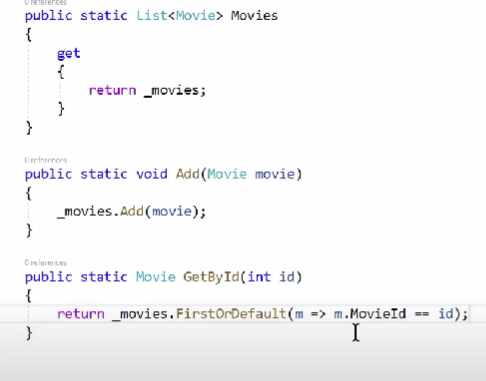 0 references
public static List<Movie> Movies
{
get
{
return _movies;
}
}
0 references
public static void Add(Movie movie)
{
_movies.Add(movie);
}
0 references
public static Movie GetById(int id)
{
return _movies.FirstOrDefault(m => m.MovieId == id);
}